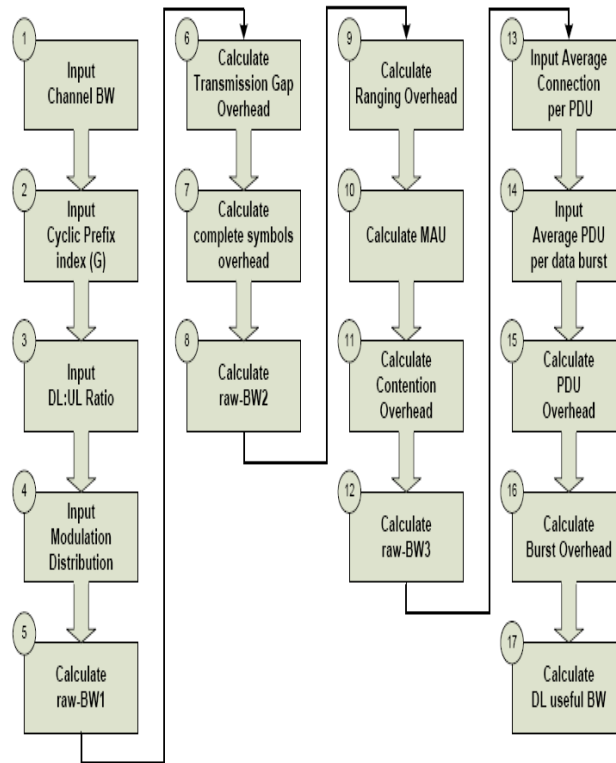 1
Input
Channel BW
2
Input
Cyclic Prefix
index (G)
3
Input
DL:UL Ratio
4
Input
Modulation
Distribution
5
Calculate
raw-BW1
6
Calculate
Transmission Gap
Overhead
7
Calculate
complete symbols
overhead
8
Calculate
raw-BW2
9
Calculate
Ranging Overhead
10
Calculate MAU
11
Calculate
Contention
Overhead
12
Calculate
raw-BW3
13
Input Average
Connection
per PDU
14
Input
Average PDU
per data burst
15
Calculate
PDU
Overhead
16
Calculate
Burst Overhead
17
Calculate
DL useful BW